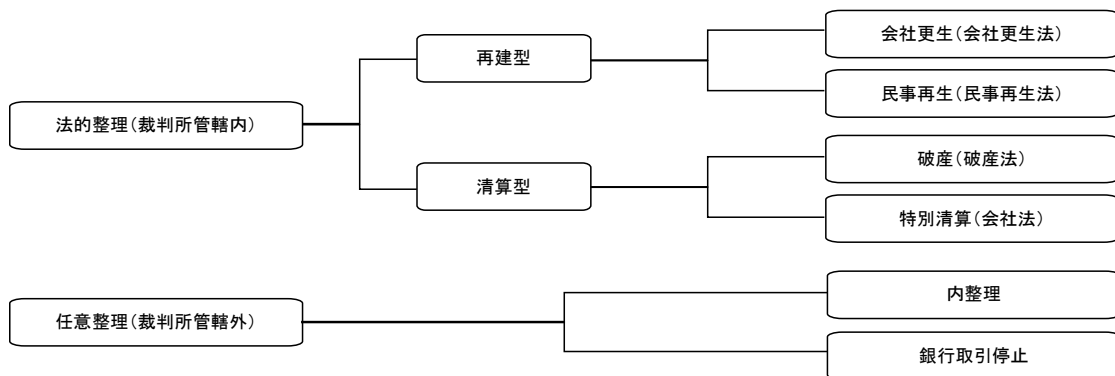 法的整理(裁判所管轄内)
再建型
会社更生(会社更生法)
民事再生(民事再生法)
清算型
破産(破産法)
特別清算(会社法)
任意整理(裁判所管轄外)
内整理
銀行取引停止